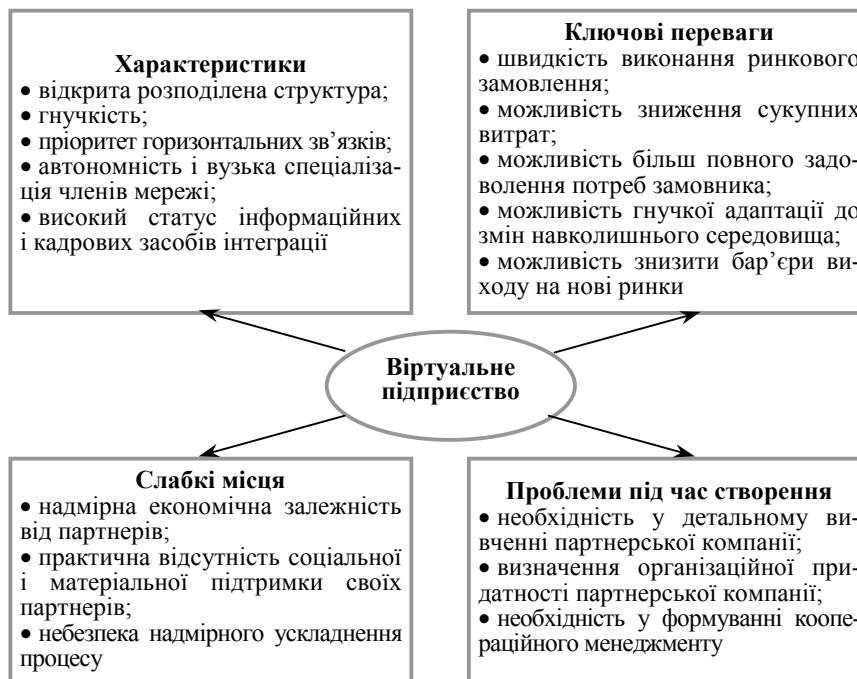 Характеристики
• відкрита розподілена структура;
• гнучкість;
• пріоритет горизонтальних зв’язків;
• автономність і вузька спеціаліза-
ція членів мережі;
• високий статус інформаційних
і кадрових засобів інтеграції
Ключові переваги
• швидкість виконання ринкового
замовлення;
• можливість зниження сукупних
витрат;
• можливість більш повного задо-
волення потреб замовника;
• можливість гнучкої адаптації до
змін навколишнього середовища;
• можливість знизити бар’єри ви-
ходу на нові ринки
Віртуальне
підприєство
Слабкі місця
• надмірна економічна залежність
від партнерів;
• практична відсутність соціальної
і матеріальної підтримки своїх
партнерів;
• небезпека надмірного ускладнення
процесу
Проблеми під час створення
• необхідність у детальному ви-
вченні партнерської компанії;
• визначення організаційної при-
датності партнерської компанії;
• необхідність у формуванні коопе-
раційного менеджменту